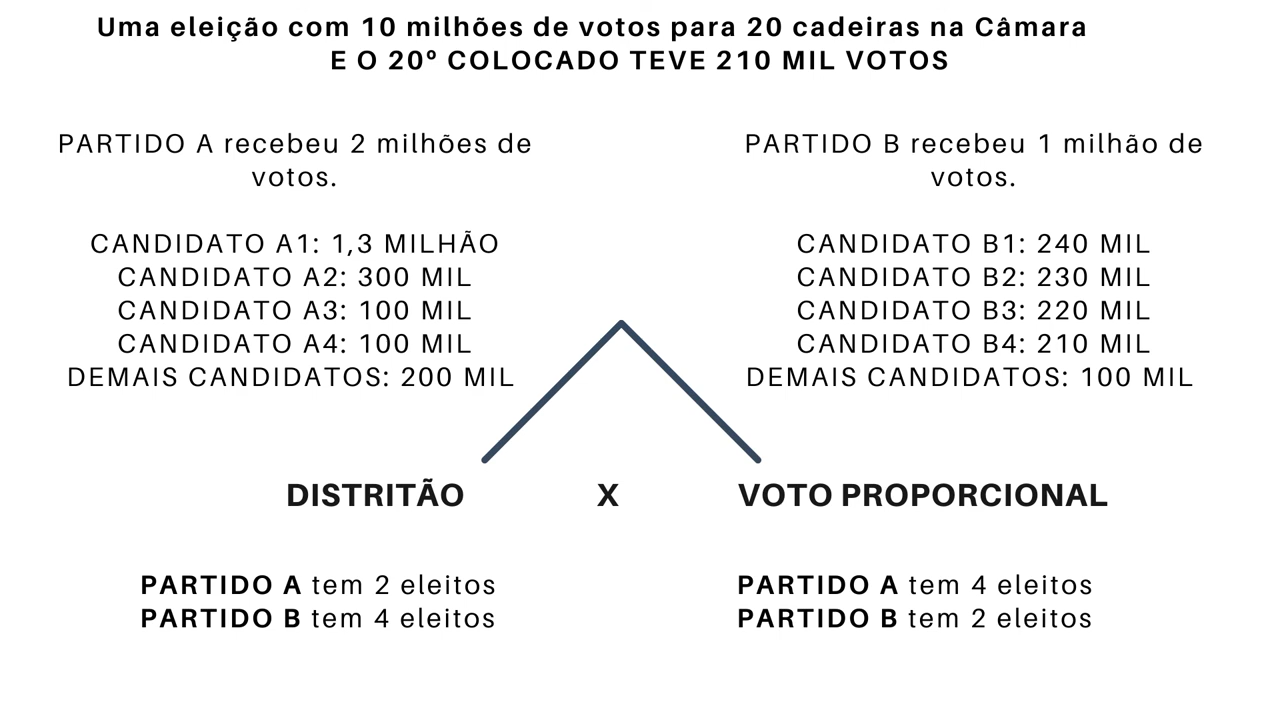 Uma eleição com 10 milhões de votos para 20 cadeiras na Câmara
E O 20º COLOCADO TEVE 210 MIL VOTOS
PARTIDO A recebeu 2 milhões de
votos.
CANDIDATO A1: 1,3 MILHÃO
CANDIDATO A2: 300 MIL
CANDIDATO A3: 100 MIL
CANDIDATO A4: 100 MIL
DEMAIS CANDIDATOS: 200 MIL
PARTIDO B recebeu 1 milhão de
votos.
CANDIDATO B1: 240 MIL
CANDIDATO B2: 230 MIL
CANDIDATO B3: 220 MIL
CANDIDATO B4: 210 MIL
DEMAIS CANDIDATOS: 100 MIL
DISTRITÃO X VOTO PROPORCIONAL
PARTIDO A tem 2 eleitos
PARTIDO B tem 4 eleitos
PARTIDO A tem 4 eleitos
PARTIDO B tem 2 eleitos